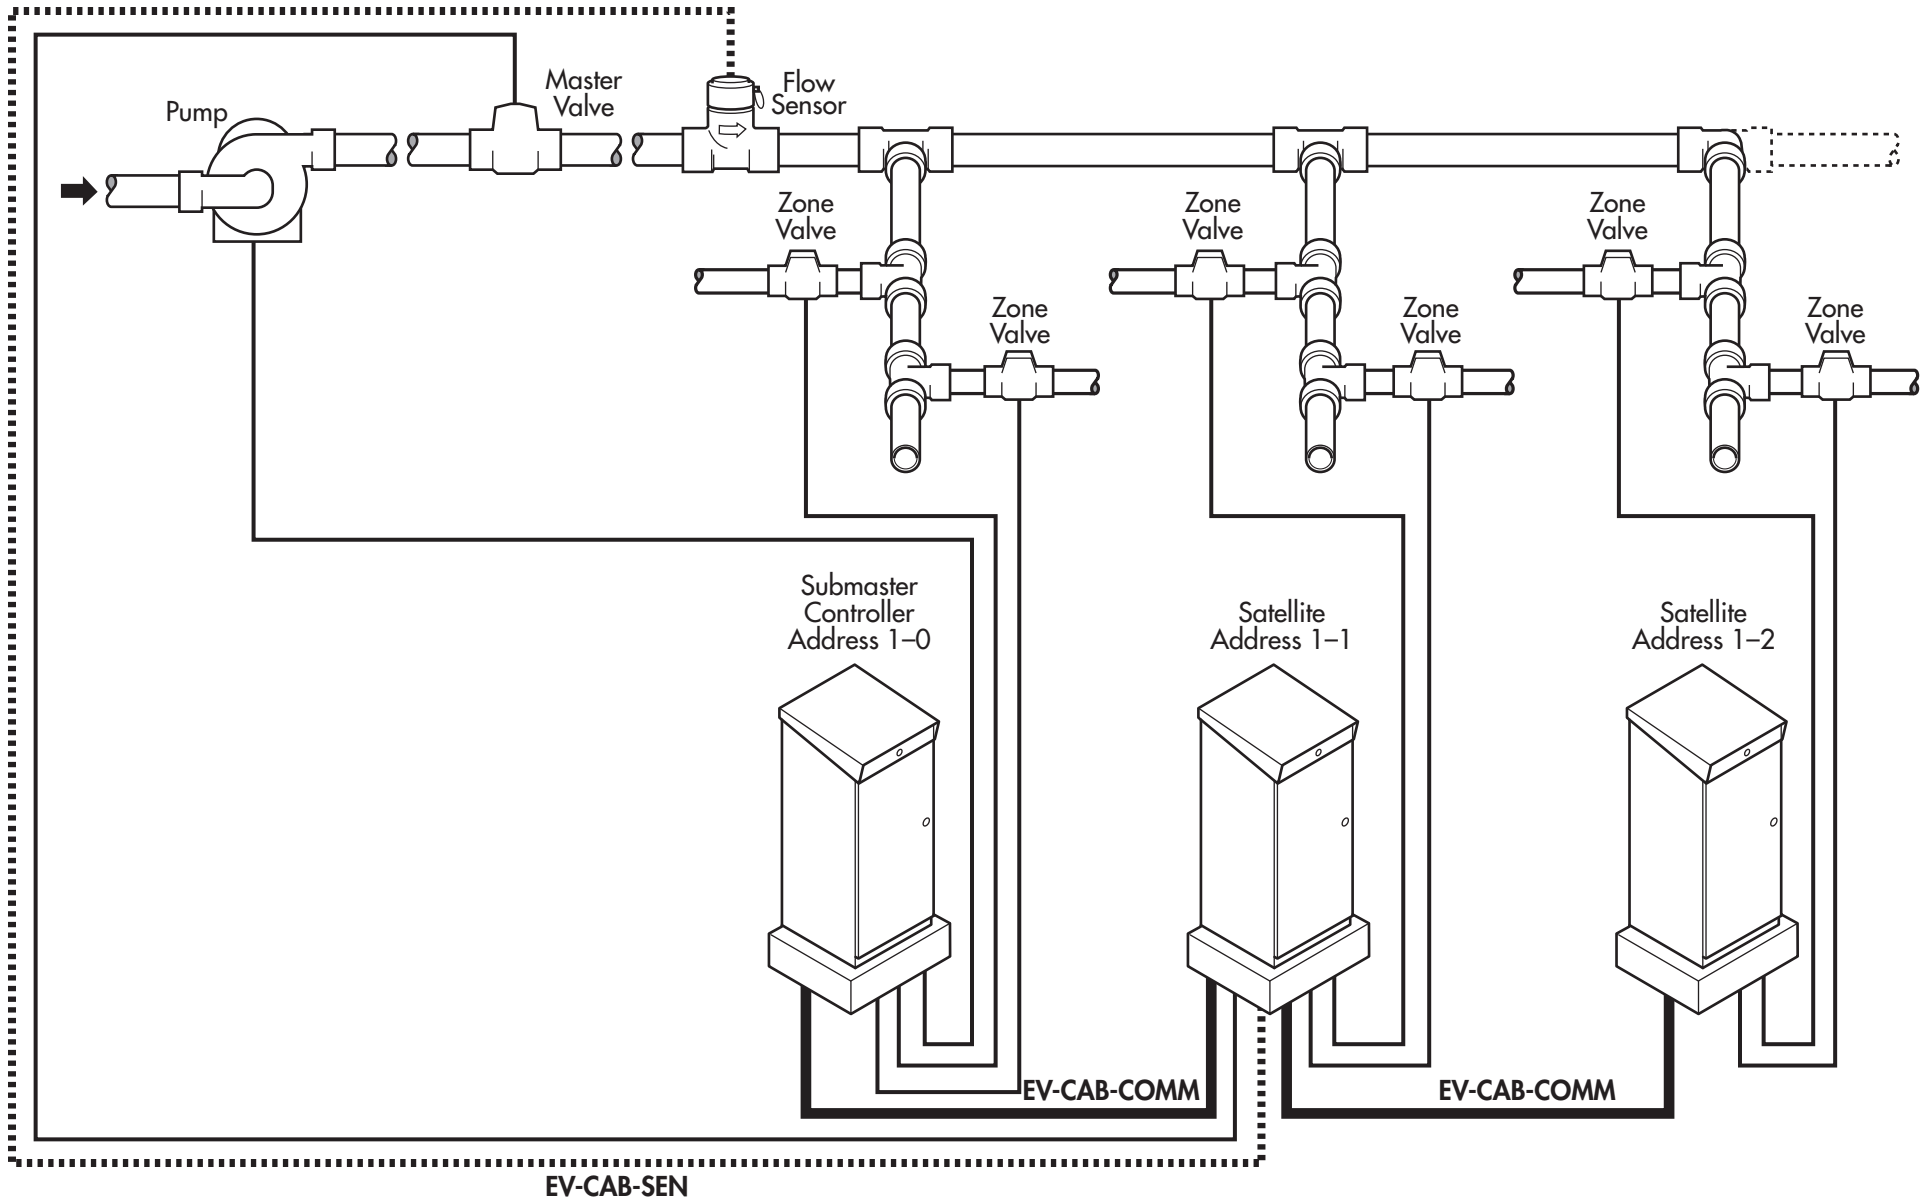 Pump
Master
Valve
Flow
Sensor
Zone
Valve
Zone
Valve
Zone
Valve
Zone
Valve
Zone
Valve
Zone
Valve
Submaster
Controller
Address 1–0
Satellite
Address 1–1
Satellite
Address 1–2
EV-CAB-COMM
EV-CAB-COMM
EV-CAB-SEN